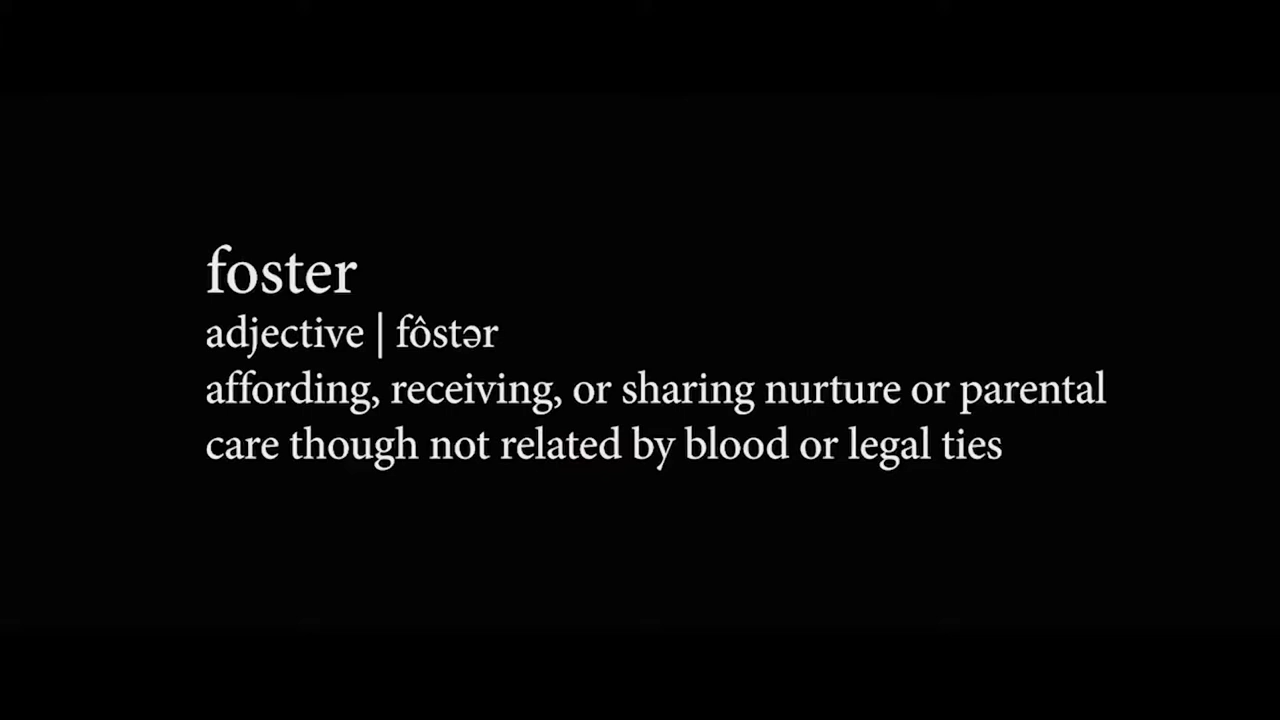 foster
adjective | fôstər
affording, receiving, or sharing nurture or parental
care though not related by blood or legal ties